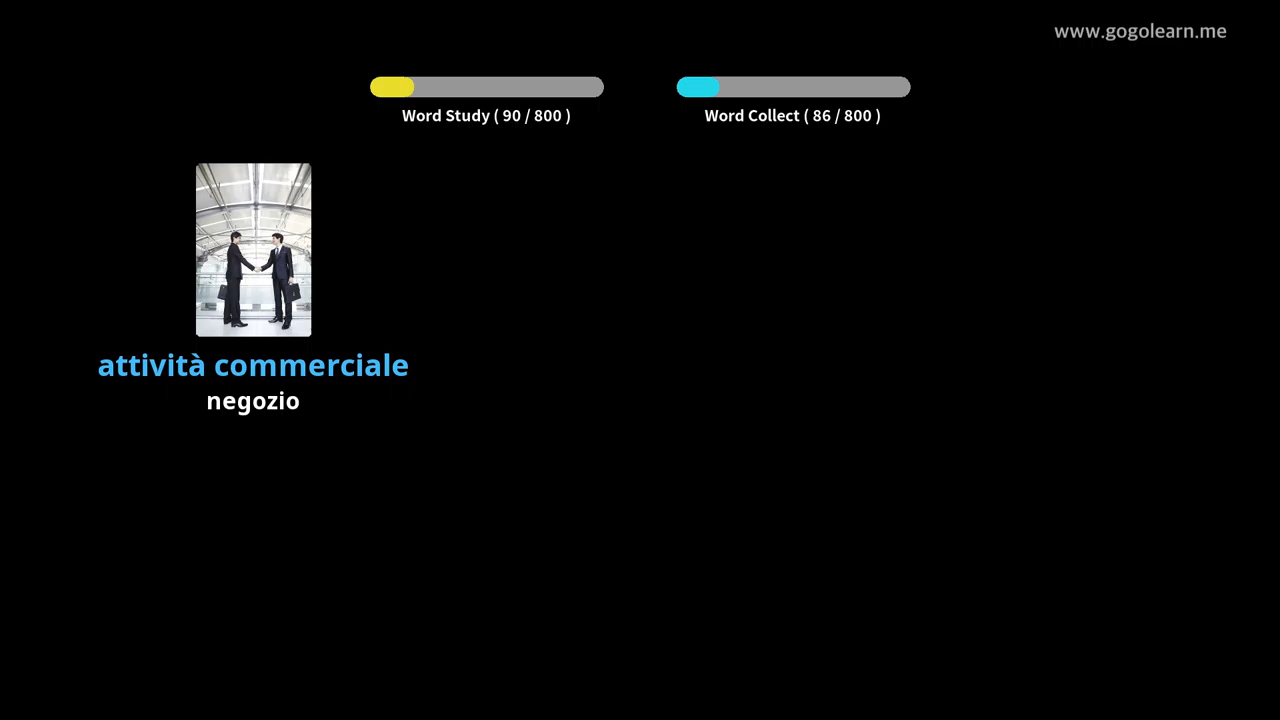 www.gogolearn.me
Word Study ( 90 / 800 )
Word Collect ( 86 / 800 )
attività commerciale
negozio